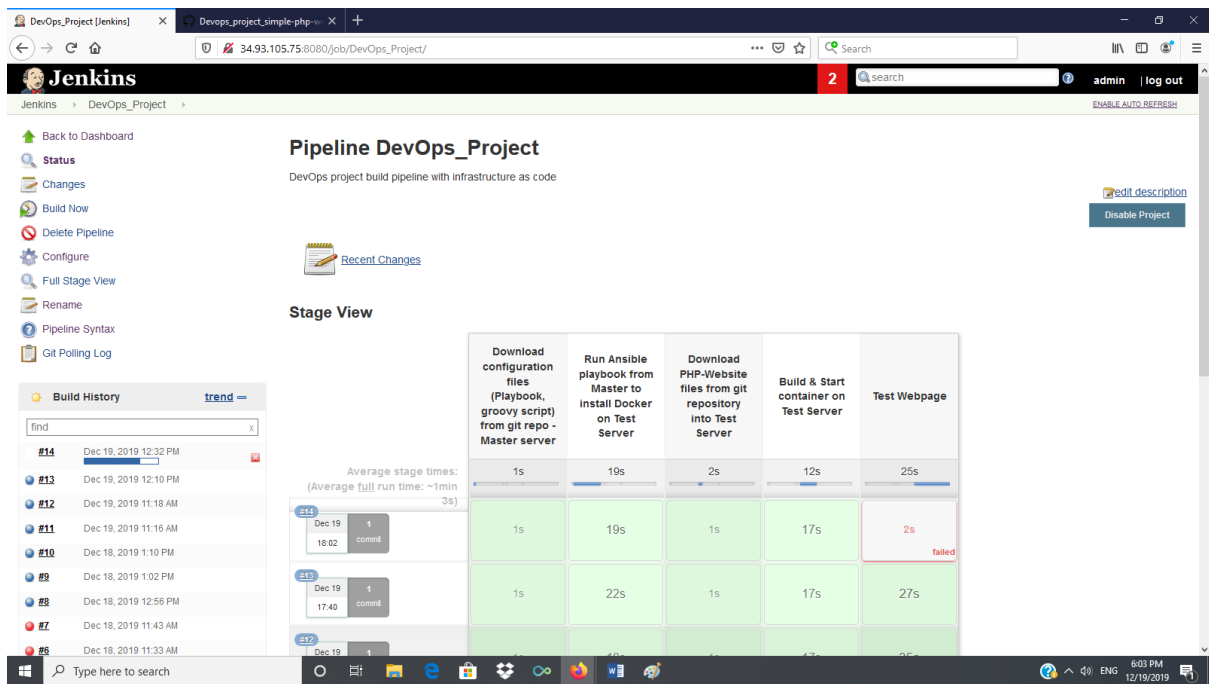 DevOps_Project [Jenkins]
Devops_project_simple-php-w
34.93.105.75:8080/job/DevOps_Project/
Search
Jenkins
2
search
admin
| log out
Jenkins
DevOps_Project
ENABLE AUTO REFRESH
Back to Dashboard
Status
Changes
Build Now
Delete Pipeline
Configure
Full Stage View
Rename
Pipeline Syntax
Git Polling Log
Build History
trend
find
x
#14 Dec 19, 2019 12:32 PM
#13 Dec 19, 2019 12:10 PM
#12 Dec 19, 2019 11:18 AM
#11 Dec 19, 2019 11:16 AM
#10 Dec 18, 2019 1:10 PM
#9 Dec 18, 2019 1:02 PM
#8 Dec 18, 2019 12:56 PM
#7 Dec 18, 2019 11:43 AM
#6 Dec 18, 2019 11:33 AM
Pipeline DevOps_Project
DevOps project build pipeline with infrastructure as code
edit description
Disable Project
Recent Changes
Stage View
Download
configuration
files
(Playbook,
groovy script)
from git repo -
Master server
Run Ansible
playbook from
Master to
install Docker
on Test
Server
Download
PHP-Website
files from git
repository
into Test
Server
Build & Start
container on
Test Server
Test Webpage
Average stage times:
(Average full run time: ~1min
3s)
1s
19s
2s
12s
25s
#14
Dec 19
18:02
1
commit
1s
19s
1s
17s
2s
failed
#13
Dec 19
17:40
1
commit
1s
22s
1s
17s
27s
#12
Dec 19
1
Type here to search
ENG
6:03 PM
12/19/2019